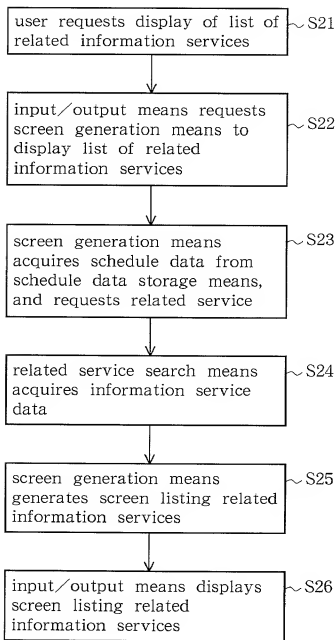 user requests display of list of S21
related information services
input/output means requests
screen generation means to S22
display list of related
information services
screen generation means S23
acquires schedule data from
schedule data storage means,
and requests related service
related service search means S24
acquires information service
data
screen generation means S25
generates screen listing related
information services
input/output means displays S26
screen listing related
information services